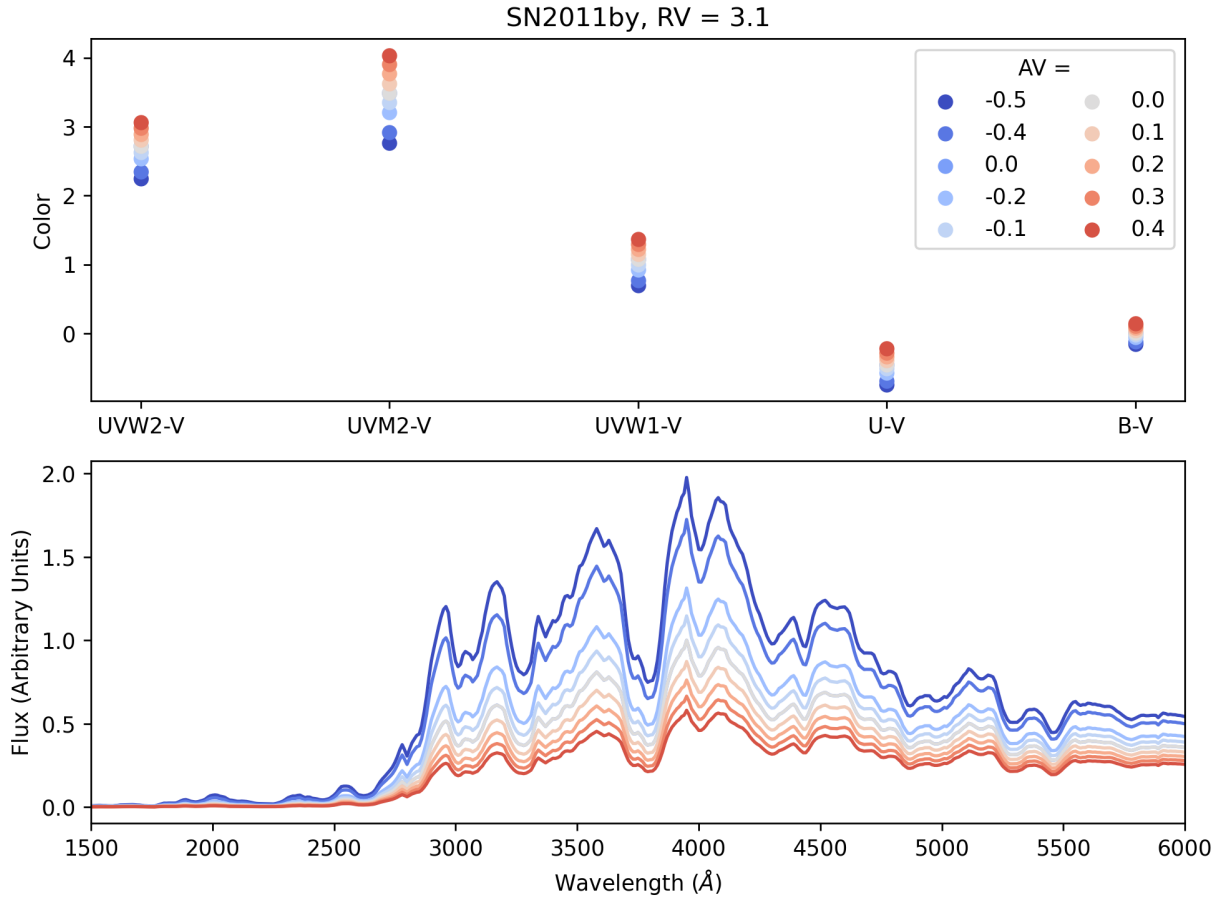 SN2011by, RV = 3.1
4
3
2
1
0
Color
AV =
-0.5
-0.4
0.0
-0.2
-0.1
0.0
0.1
0.2
0.3
0.4
UVW2-V UVM2-V UVW1-V U-V B-V
2.0
1.5
1.0
0.5
0.0
Flux (Arbitrary Units)
1500 2000 2500 3000 3500 4000 4500 5000 5500 6000
Wavelength (Å)